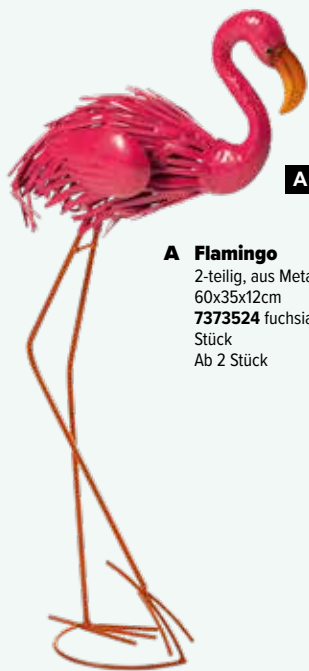 A
A Flamingo
2-teilig, aus Meta
60x35x12cm
7373524 fuchsia
Stück
Ab 2 Stück